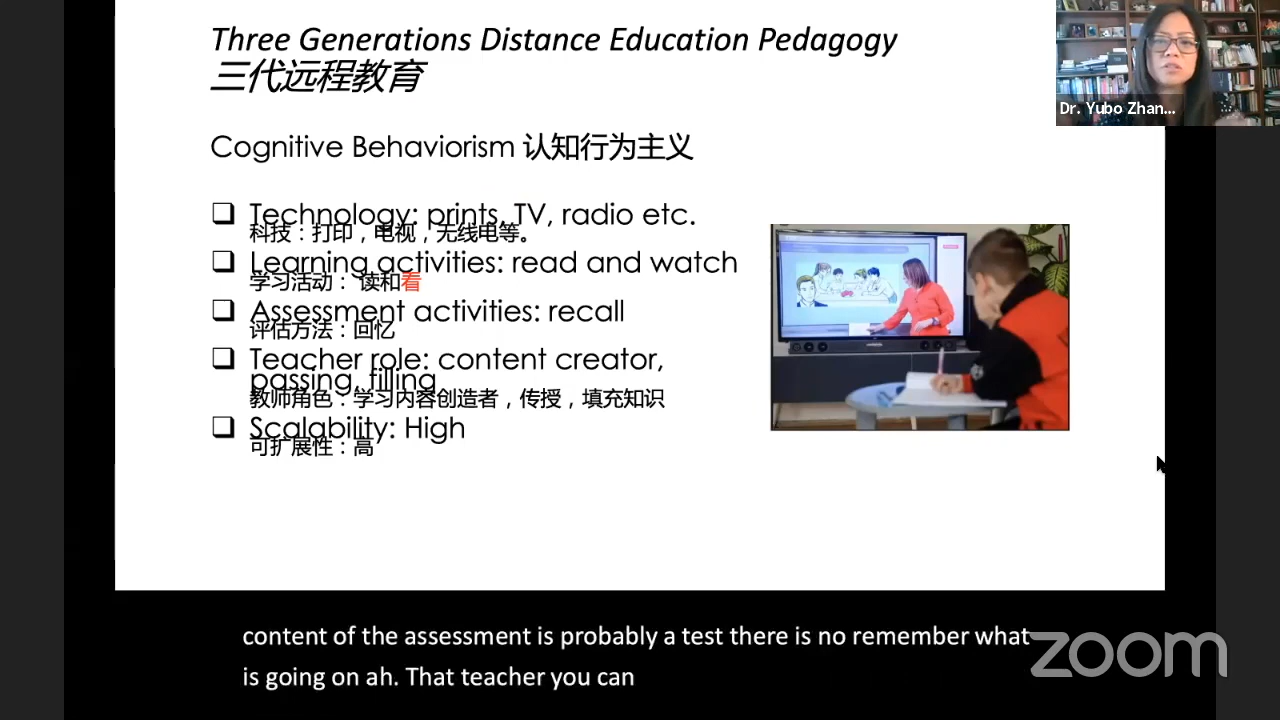 Three Generations Distance Education Pedagogy
三代远程教育
Dr. Yubo Zhan...
Cognitive Behaviorism 认知行为主义
Technology: prints, TV, radio etc.
科技：打印，电视，无线电等。
Learning activities: read and watch
学习活动： 读和看
Assessment activities: recall
评估方法：回忆
Teacher role: content creator,
passing, filling
教师角色：学习内容创造者，传授，填充知识
Scalability: High
可扩展性：高
content of the assessment is probably a test there is no remember what
is going on ah. That teacher you can
zoom